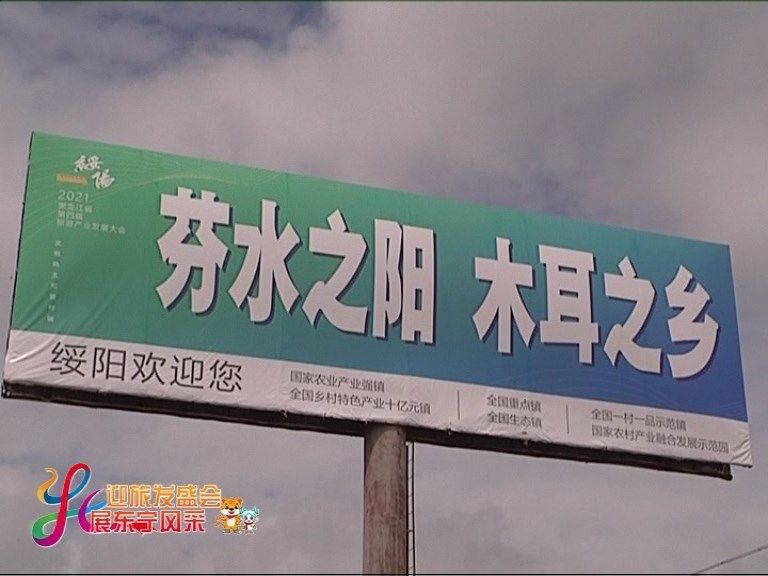 绥阳
2021
黑龙江省
第四届
旅游产业发展大会
芬水之阳 木耳之乡
绥阳欢迎您
国家农业产业强镇
全国乡村特色产业十亿元镇
全国重点镇
全国生态镇
全国一村一品示范镇
国家农村产业融合发展示范园
迎旅发盛会
展东宁风采